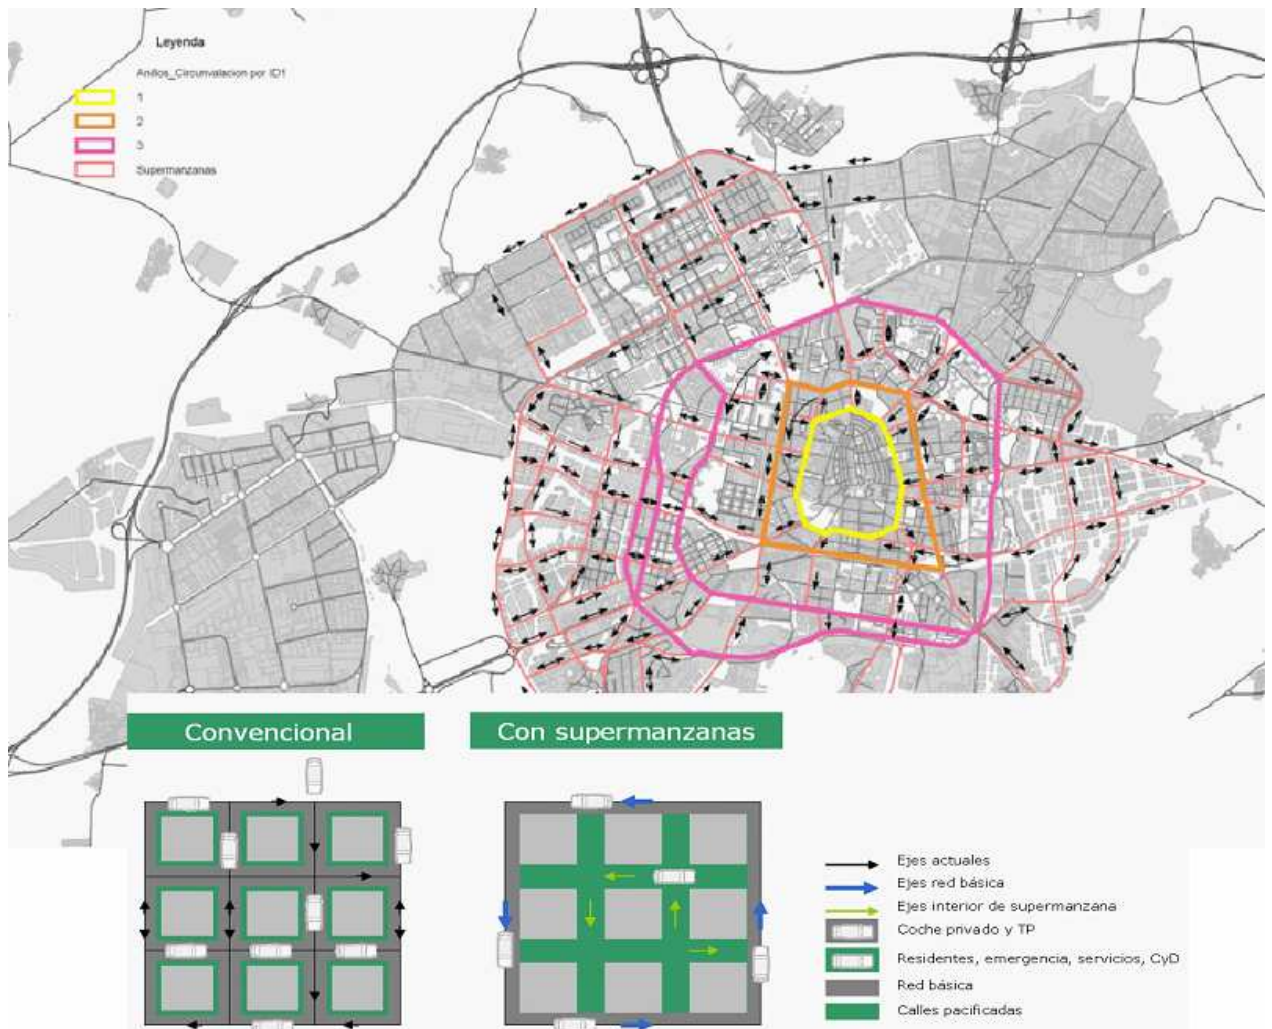 Leyenda
Anillos_Circunvalacion por ID1
1
2
3
Supermanzanas
Convencional
Con supermanzanas
Ejes actuales
Ejes red básica
Ejes interior de supermanzana
Coche privado y TP
Residentes, emergencia, servicios, CyD
Red básica
Calles pacificadas